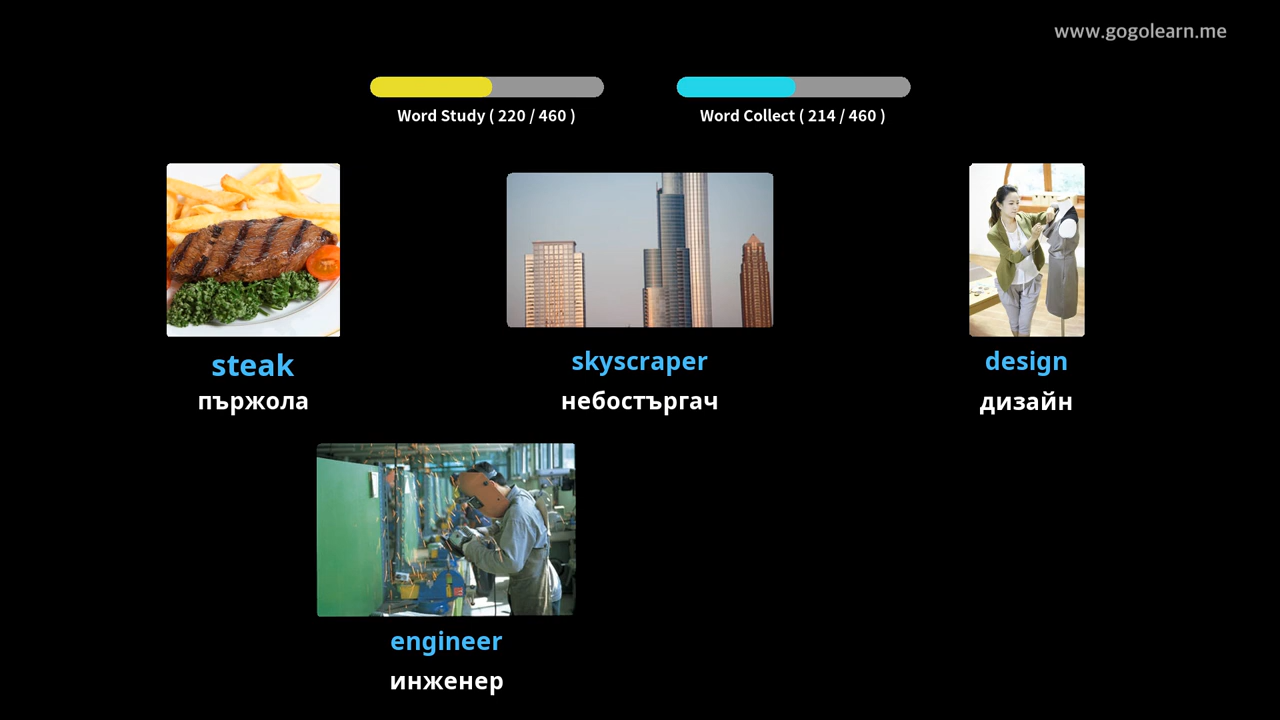 www.gogolearn.me
Word Study ( 220 / 460 )
Word Collect ( 214 / 460 )
steak
пържола
skyscraper
небостъргач
design
дизайн
engineer
инженер